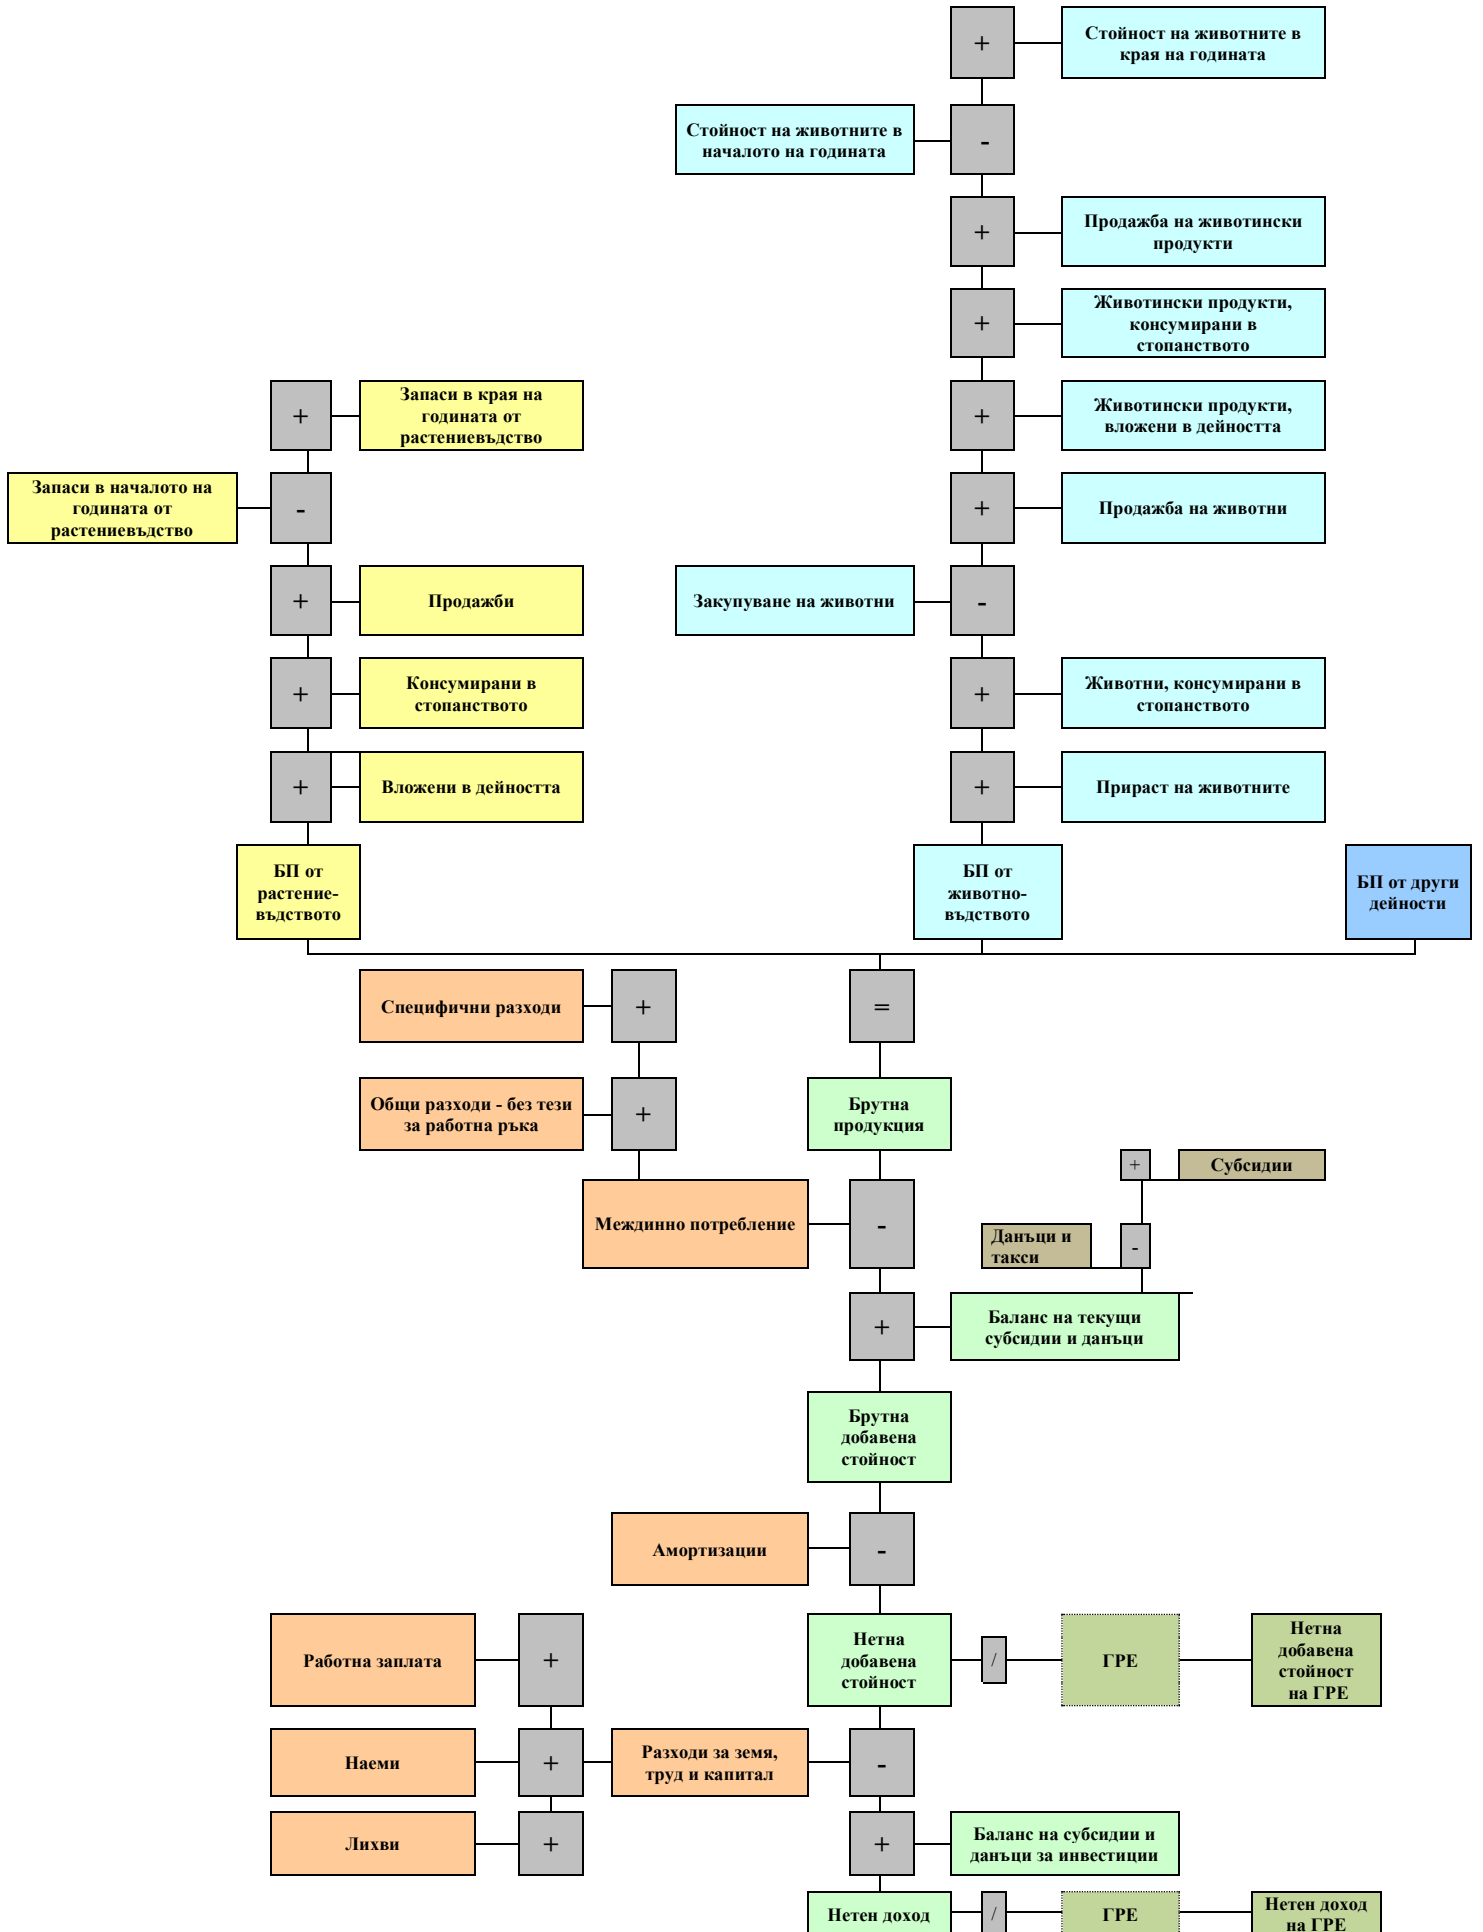 +
Стойност на животните в
края на годината
Стойност на животните в
началото на годината
-
+
Продажба на животински
продукти
+
Животински продукти,
консумирани в
стопанството
+
Запаси в края на
годината от
растениевъдство
+
Животински продукти,
вложени в дейността
Запаси в началото на
годината от
растениевъдство
-
+
Продажба на животни
+
Продажби
Закупуване на животни
-
+
Консумирани в
стопанството
+
Животни, консумирани в
стопанството
+
Вложени в дейността
+
Прираст на животните
БП от
растение-
въдството
БП от
животно-
въдството
БП от други
дейности
Специфични разходи
+
=
Общи разходи - без тези
за работна ръка
+
Брутна
продукция
+
Субсидии
Междинно потребление
-
Данъци и
такси
-
+
Баланс на текущи
субсидии и данъци
Брутна
добавена
стойност
Амортизации
-
Работна заплата
+
Нетна
добавена
стойност
/
ГРЕ
Нетна
добавена
стойност
на ГРЕ
Наеми
+
Разходи за земя,
труд и капитал
-
Лихви
+
+
Баланс на субсидии и
данъци за инвестиции
Нетен доход
/
ГРЕ
Нетен доход
на ГРЕ